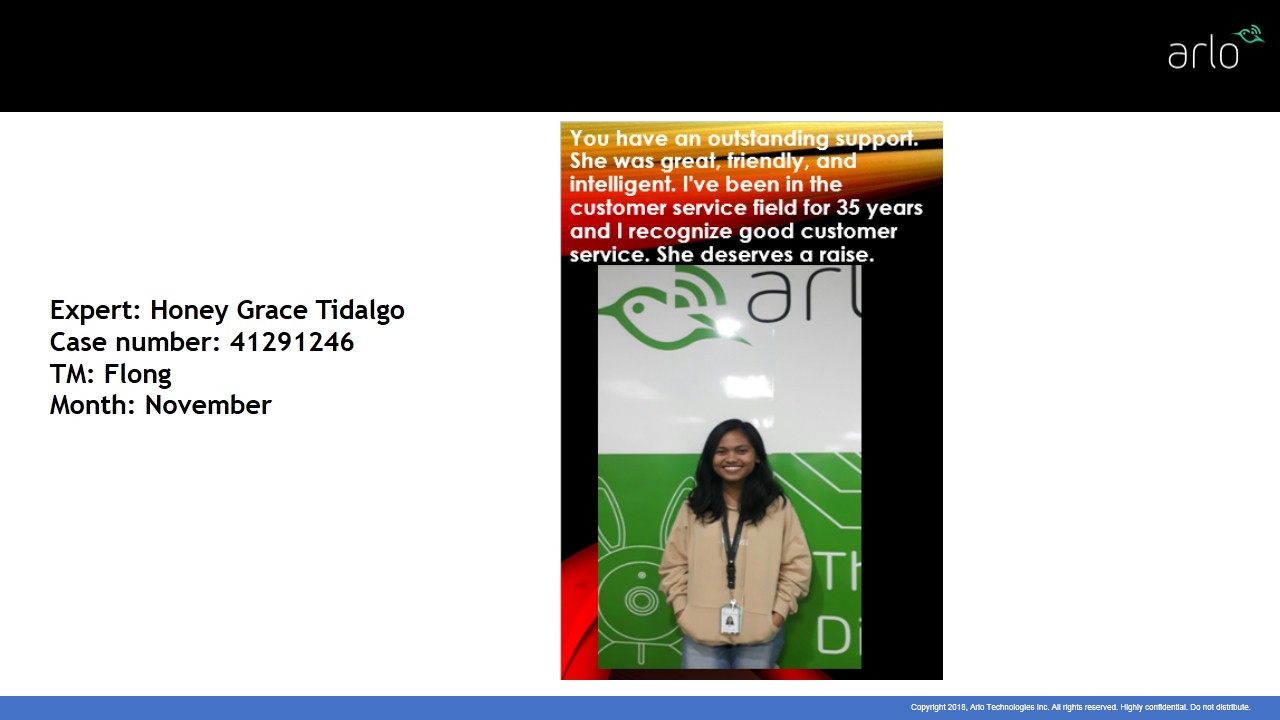 arlo
You have an outstanding support.
She was great, friendly, and
intelligent. I've been in the
customer service field for 35 years
and I recognize good customer
service. She deserves a raise.
Expert: Honey Grace Tidalgo
Case number: 41291246
TM: Flong
Month: November
arl
Th
Di
Copyright 2018, Arlo Technologies Inc. All rights reserved. Highly confidential. Do not distribute.